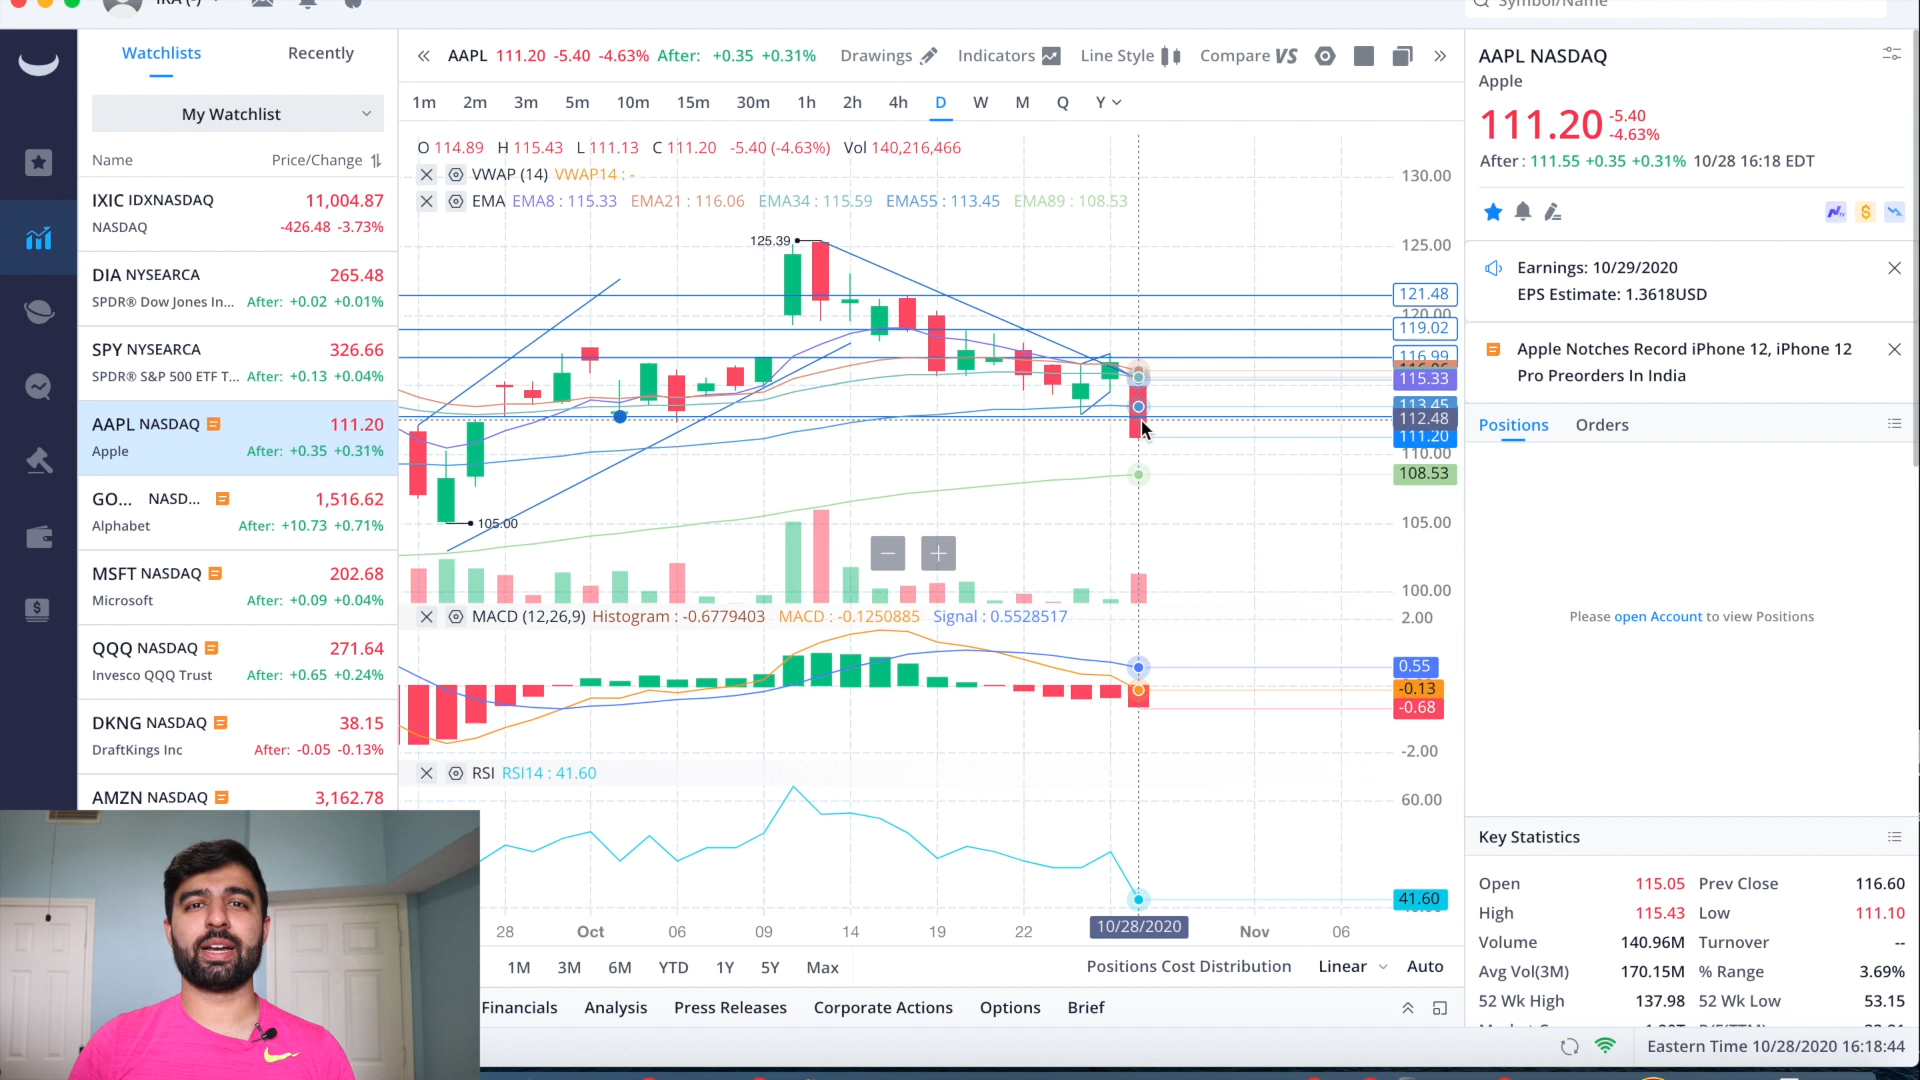 IRA (-)
Symbol/Name
Watchlists Recently
My Watchlist
Name Price/Change
IXIC IDXNASDAQ 11,004.87
NASDAQ -426.48 -3.73%
DIA NYSEARCA 265.48
SPDR® Dow Jones In... After: +0.02 +0.01%
SPY NYSEARCA 326.66
SPDR® S&P 500 ETF T... After: +0.13 +0.04%
AAPL NASDAQ 111.20
Apple After: +0.35 +0.31%
GO... NASD... 1,516.62
Alphabet After: +10.73 +0.71%
MSFT NASDAQ 202.68
Microsoft After: +0.09 +0.04%
QQQ NASDAQ 271.64
Invesco QQQ Trust After: +0.65 +0.24%
DKNG NASDAQ 38.15
DraftKings Inc After: -0.05 -0.13%
AMZN NASDAQ 3,162.78
AAPL 111.20 -5.40 -4.63% After: +0.35 +0.31% Drawings Indicators Line Style Compare VS
1m 2m 3m 5m 10m 15m 30m 1h 2h 4h D W M Q Y
O 114.89 H 115.43 L 111.13 C 111.20 -5.40 (-4.63%) Vol 140,216,466
VWAP (14) VWAP14 : -
EMA EMA8 : 115.33 EMA21 : 116.06 EMA34 : 115.59 EMA55 : 113.45 EMA89 : 108.53
125.39
105.00
130.00
125.00
121.48
120.00
119.02
116.99
116.06
115.33
113.45
112.48
111.20
110.00
108.53
105.00
100.00
MACD (12,26,9) Histogram : -0.6779403 MACD : -0.1250885 Signal : 0.5528517
2.00
0.55
-0.13
-0.68
-2.00
RSI RSI14 : 41.60
60.00
41.60
28 Oct 06 09 14 19 22 10/28/2020 Nov 06
1M 3M 6M YTD 1Y 5Y Max Positions Cost Distribution Linear Auto
Financials Analysis Press Releases Corporate Actions Options Brief
AAPL NASDAQ
Apple
111.20 -5.40
-4.63%
After : 111.55 +0.35 +0.31% 10/28 16:18 EDT
Earnings: 10/29/2020
EPS Estimate: 1.3618USD
Apple Notches Record iPhone 12, iPhone 12
Pro Preorders In India
Positions Orders
Please open Account to view Positions
Key Statistics
Open 115.05 Prev Close 116.60
High 115.43 Low 111.10
Volume 140.96M Turnover --
Avg Vol(3M) 170.15M % Range 3.69%
52 Wk High 137.98 52 Wk Low 53.15
Eastern Time 10/28/2020 16:18:44